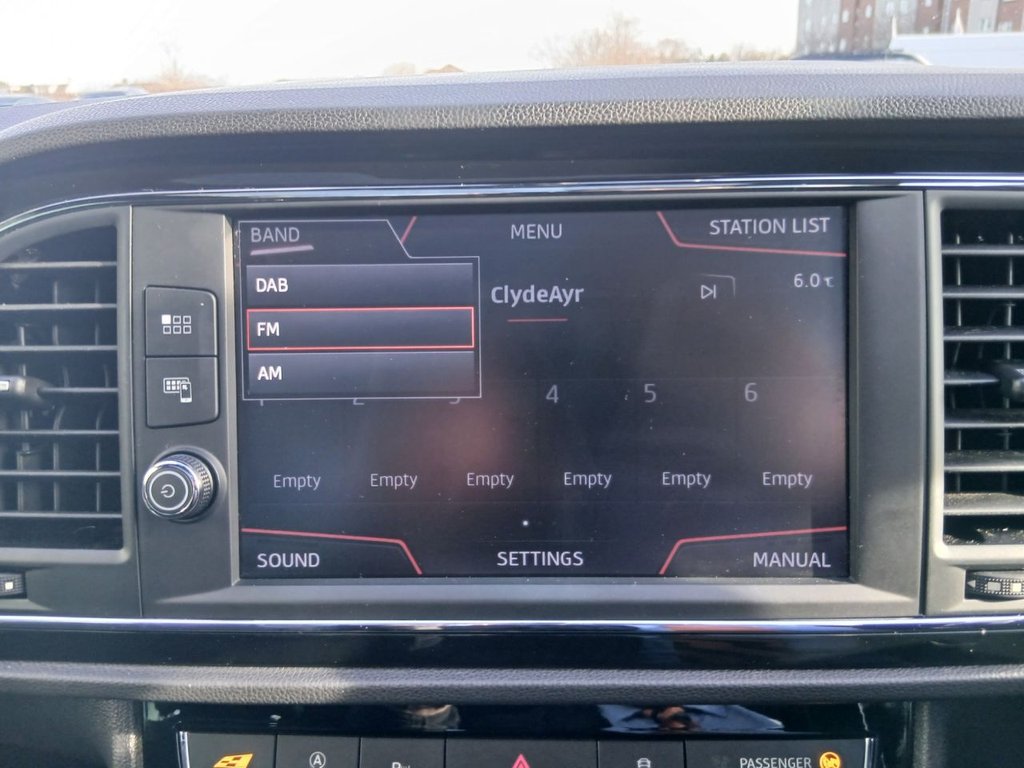 BAND
MENU
STATION LIST
DAB
ClydeAyr
6.0℃
FM
AM
4 5 6
Empty Empty Empty Empty Empty Empty
SOUND
SETTINGS
MANUAL
A
PASSENGER